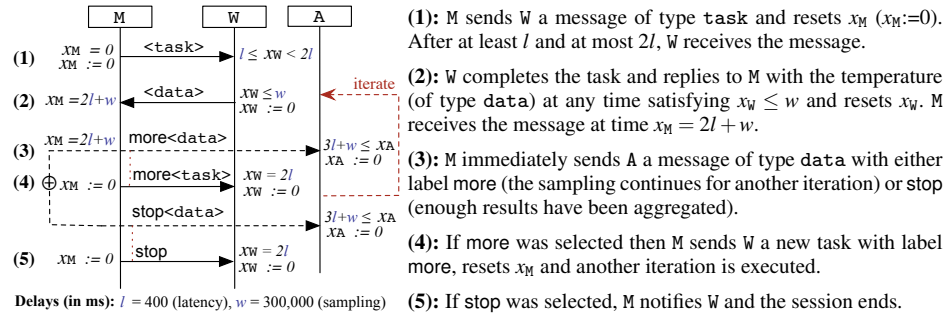 M W A
(1) xM = 0 <task> l ≤ xW < 2l
xM := 0
(2) xM = 2l+w <data> xW ≤ w iterate
xW := 0
xM = 2l+w more<data> 3l+w ≤ xA
(3) xA := 0
(4) ⊕ xM := 0 more<task> xW = 2l
xW := 0
stop<data> 3l+w ≤ xA
xA := 0
(5) xM := 0 stop xW = 2l
xW := 0
Delays (in ms): l = 400 (latency), w = 300,000 (sampling)
(1): M sends W a message of type task and resets xM (xM:=0).
After at least l and at most 2l, W receives the message.
(2): W completes the task and replies to M with the temperature
(of type data) at any time satisfying xW ≤ w and resets xW. M
receives the message at time xM = 2l + w.
(3): M immediately sends A a message of type data with either
label more (the sampling continues for another iteration) or stop
(enough results have been aggregated).
(4): If more was selected then M sends W a new task with label
more, resets xM and another iteration is executed.
(5): If stop was selected, M notifies W and the session ends.